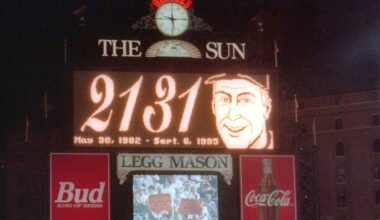 THE SUN
2131
May 30, 1982 - Sept. 6, 1995
LEGG MASON
Bud
KING OF BEERS
Coca-Cola